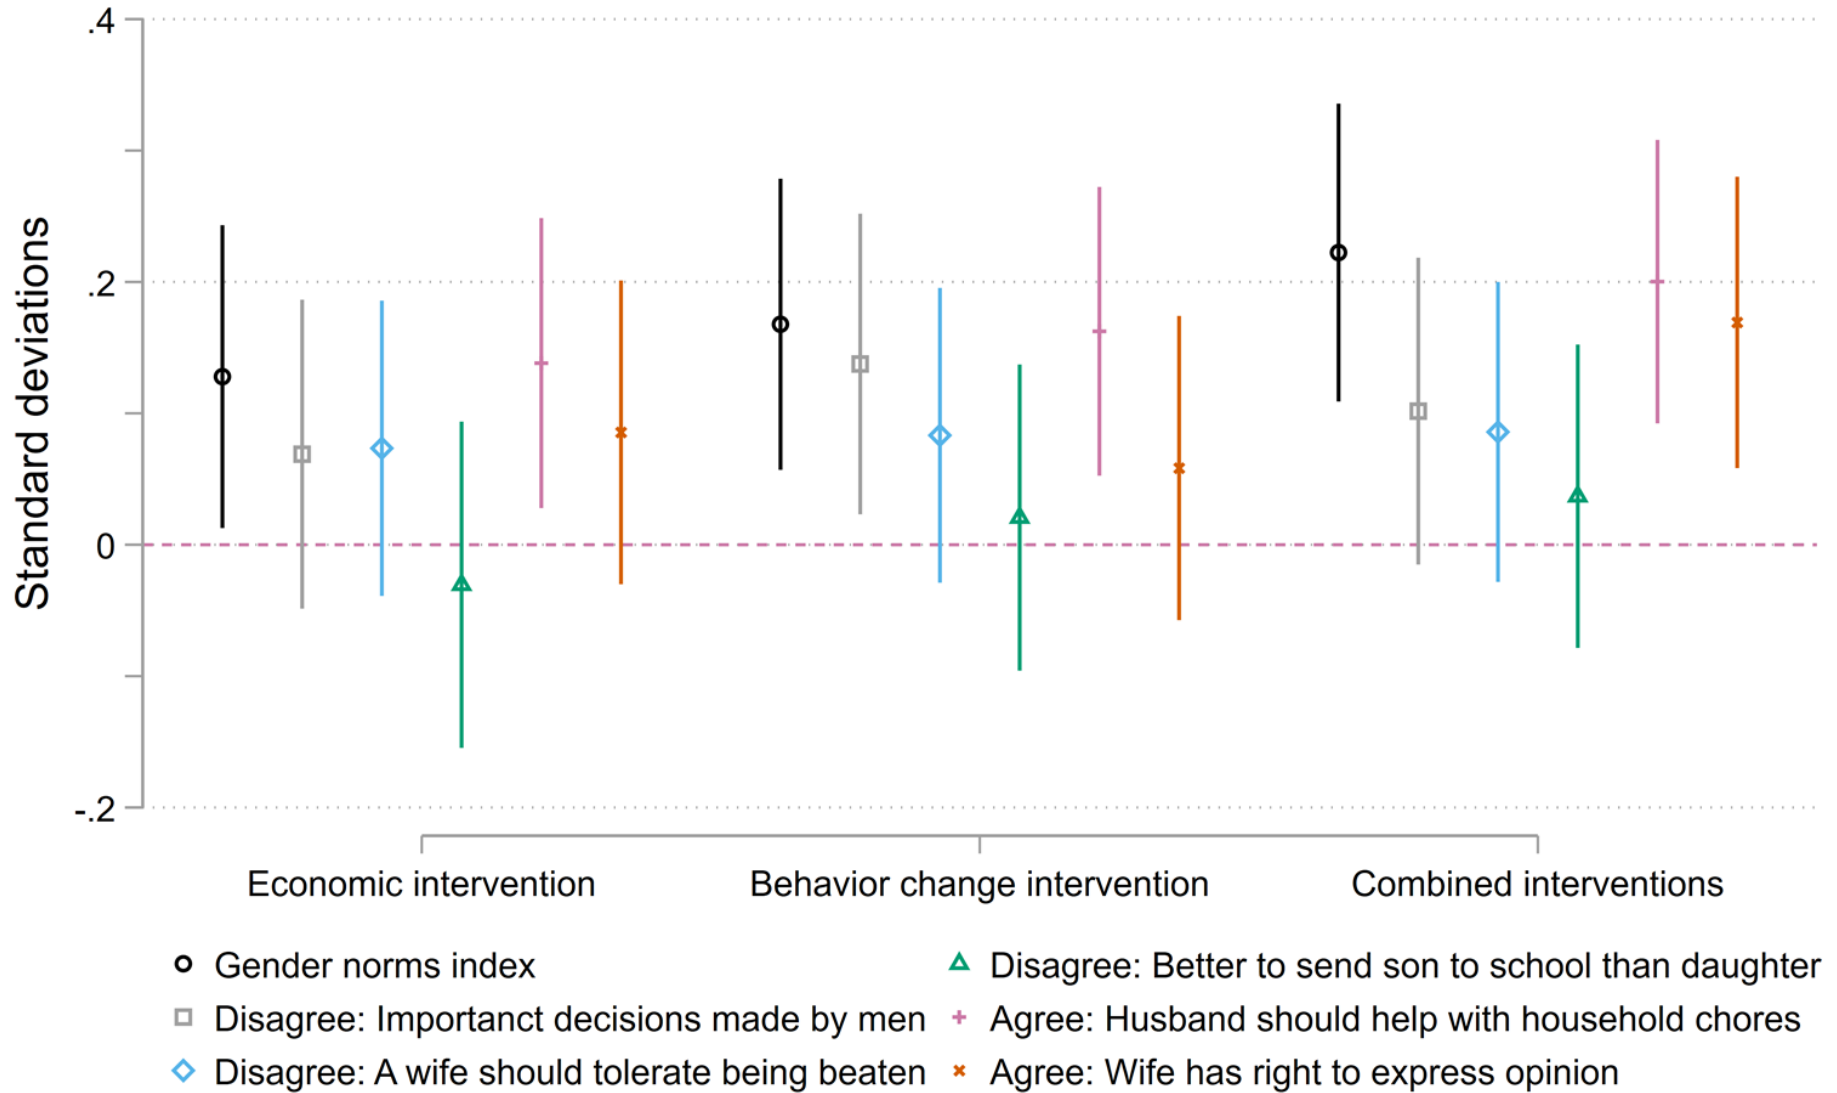 Standard deviations
.4
.2
0
-.2
Economic intervention
Behavior change intervention
Combined interventions
Gender norms index
Disagree: Importanct decisions made by men
Disagree: A wife should tolerate being beaten
Disagree: Better to send son to school than daughter
Agree: Husband should help with household chores
Agree: Wife has right to express opinion